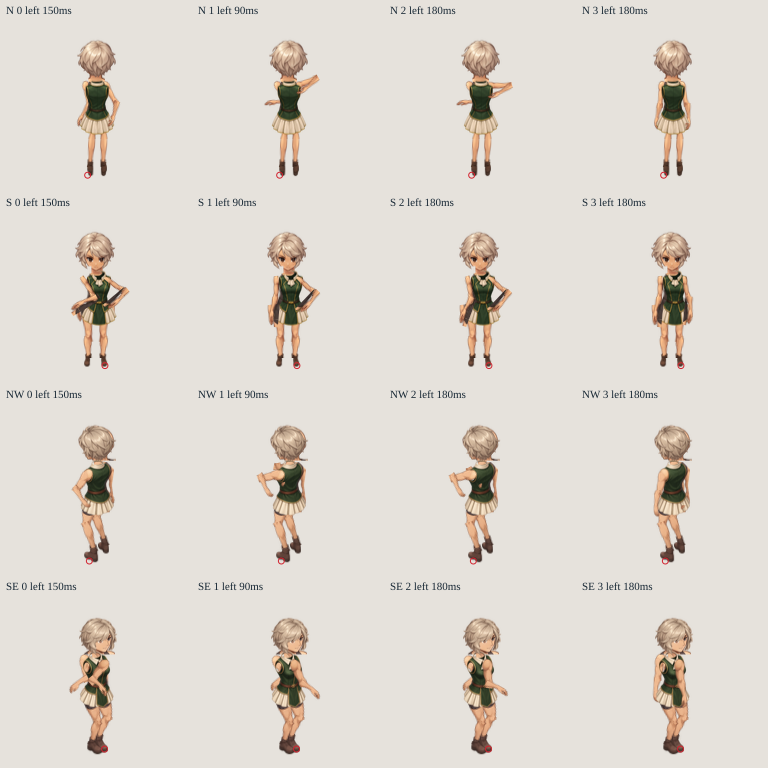 N 0 left 150ms
N 1 left 90ms
N 2 left 180ms
N 3 left 180ms
S 0 left 150ms
S 1 left 90ms
S 2 left 180ms
S 3 left 180ms
NW 0 left 150ms
NW 1 left 90ms
NW 2 left 180ms
NW 3 left 180ms
SE 0 left 150ms
SE 1 left 90ms
SE 2 left 180ms
SE 3 left 180ms